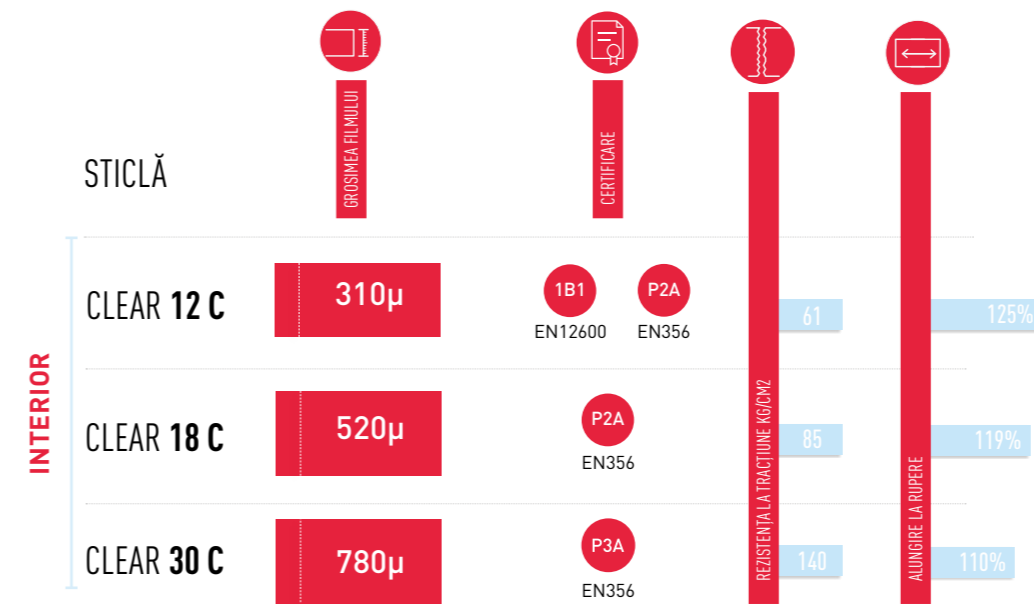 GROSIMEA FILMULUI
CERTIFICARE
REZISTENȚA LA TRACȚIUNE KG/CM2
ALUNGIRE LA RUPERE
STICLĂ
INTERIOR
CLEAR 12 C
310µ
1B1
EN12600
P2A
EN356
61
125%
CLEAR 18 C
520µ
P2A
EN356
85
119%
CLEAR 30 C
780µ
P3A
EN356
140
110%